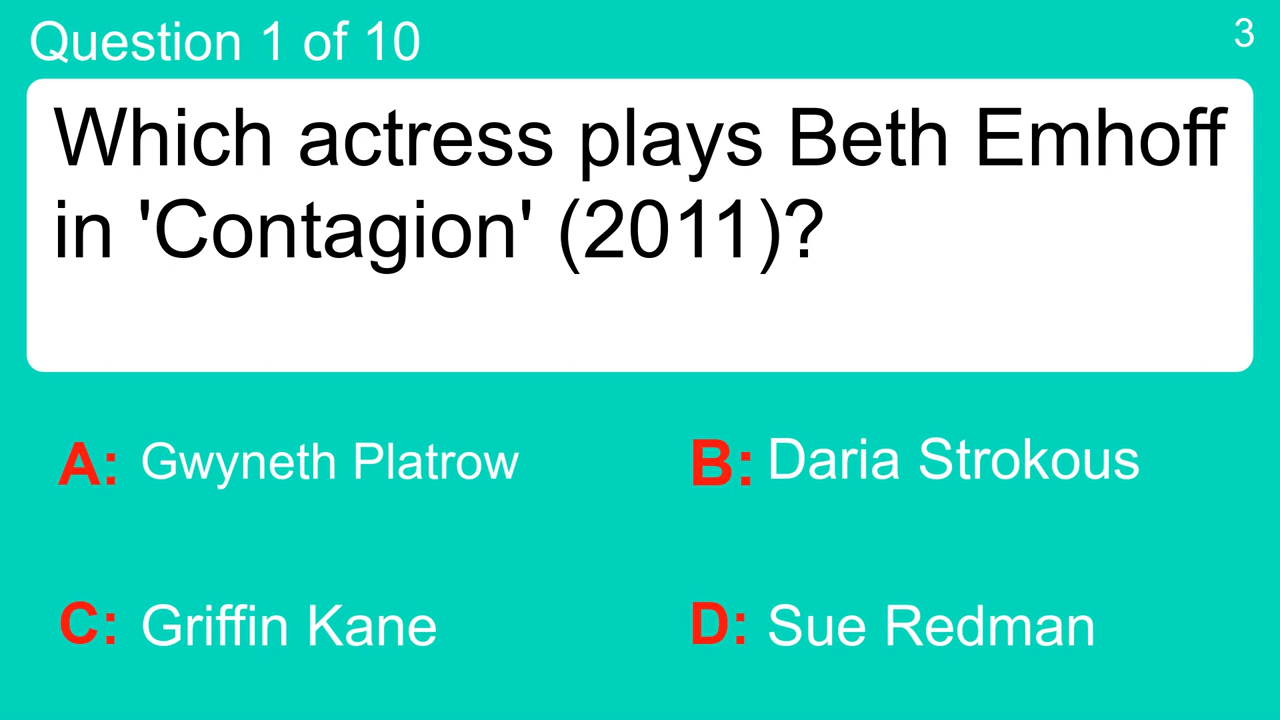 Question 1 of 10
3
Which actress plays Beth Emhoff
in 'Contagion' (2011)?
A: Gwyneth Platrow
B: Daria Strokous
C: Griffin Kane
D: Sue Redman